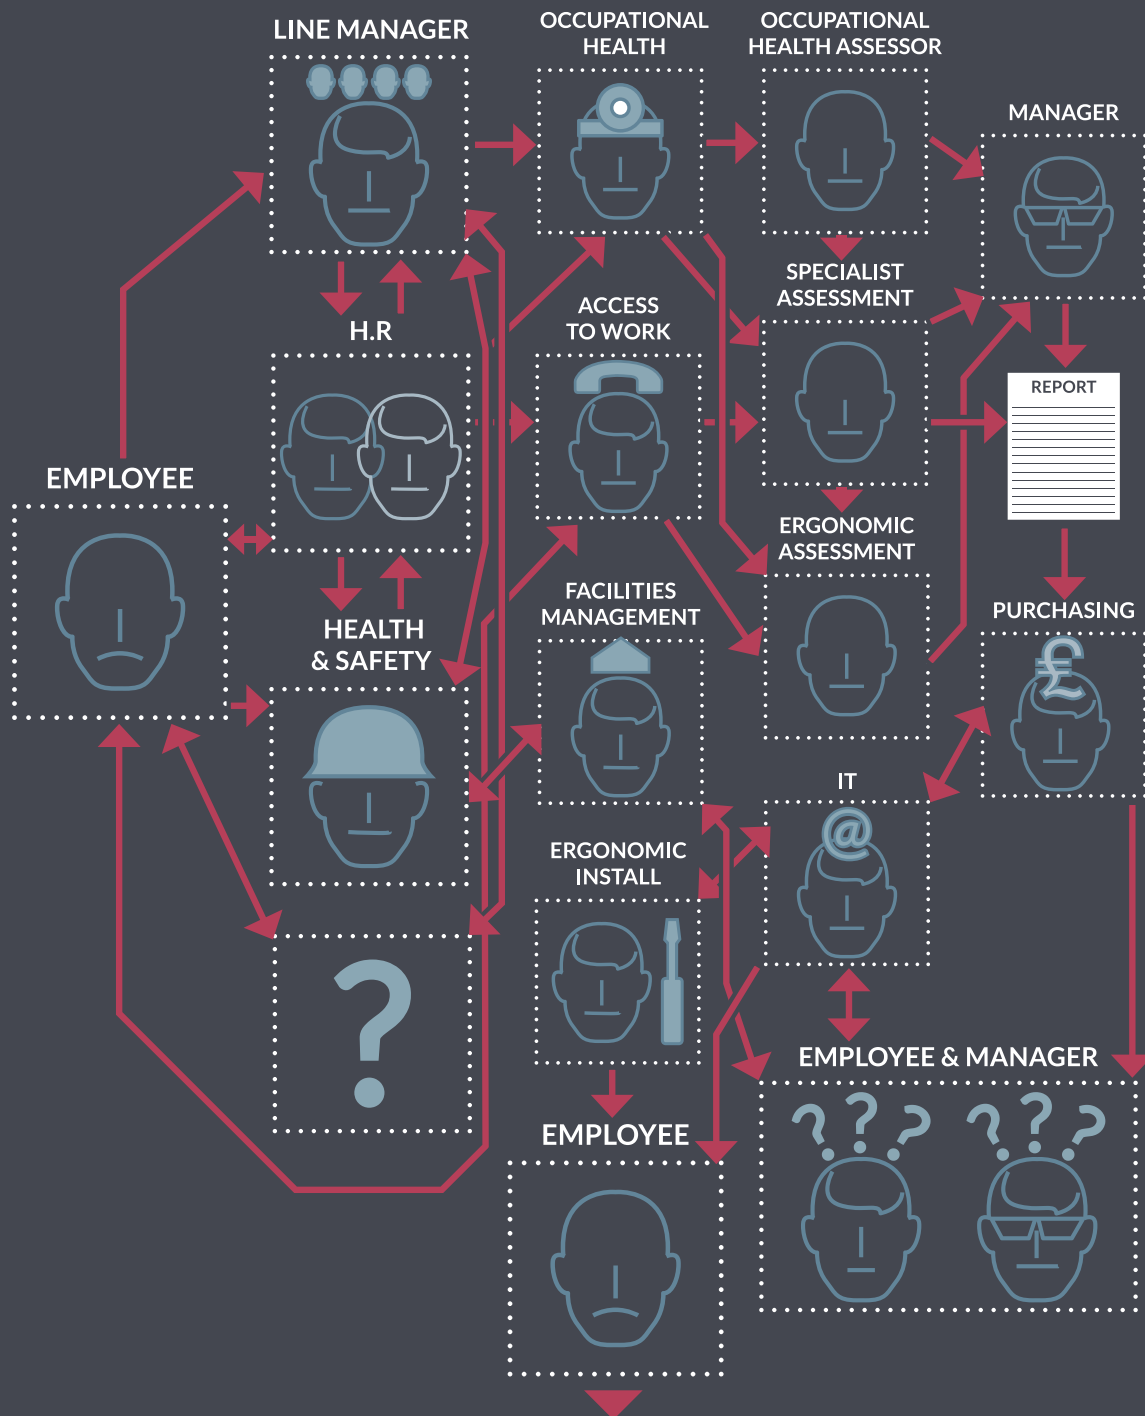 LINE MANAGER
OCCUPATIONAL
HEALTH
OCCUPATIONAL
HEALTH ASSESSOR
MANAGER
SPECIALIST
ASSESSMENT
ACCESS
TO WORK
H.R
REPORT
EMPLOYEE
ERGONOMIC
ASSESSMENT
FACILITIES
MANAGEMENT
PURCHASING
£
HEALTH
& SAFETY
IT
@
ERGONOMIC
INSTALL
?
EMPLOYEE & MANAGER
? ? ? ? ? ?
EMPLOYEE